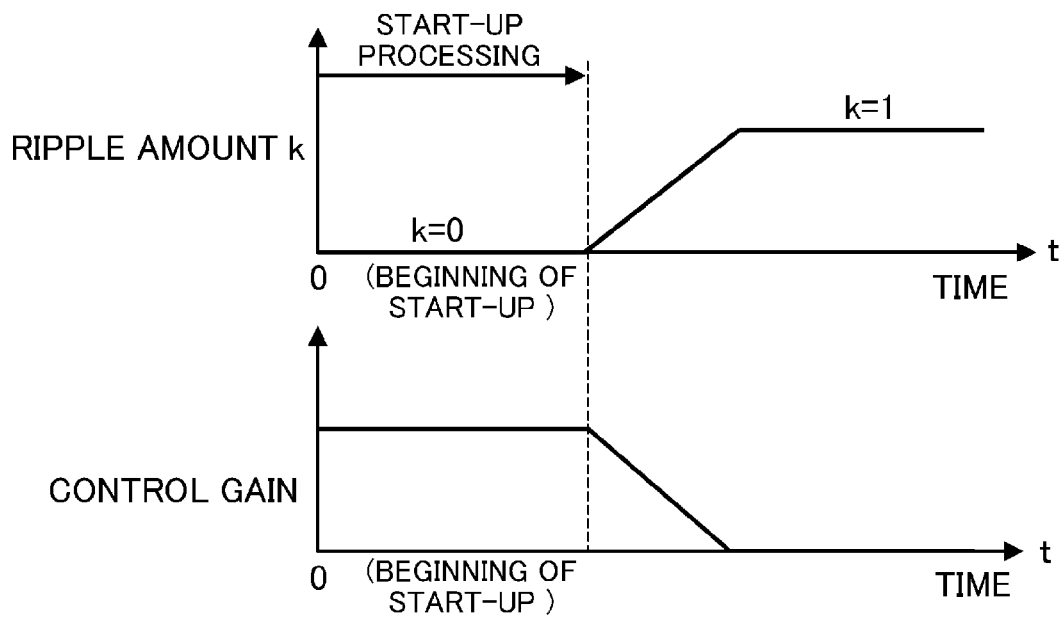 START-UP
PROCESSING
k=1
RIPPLE AMOUNT k
k=0
t
0
(BEGINNING OF
START-UP )
TIME
CONTROL GAIN
t
0
(BEGINNING OF
START-UP )
TIME